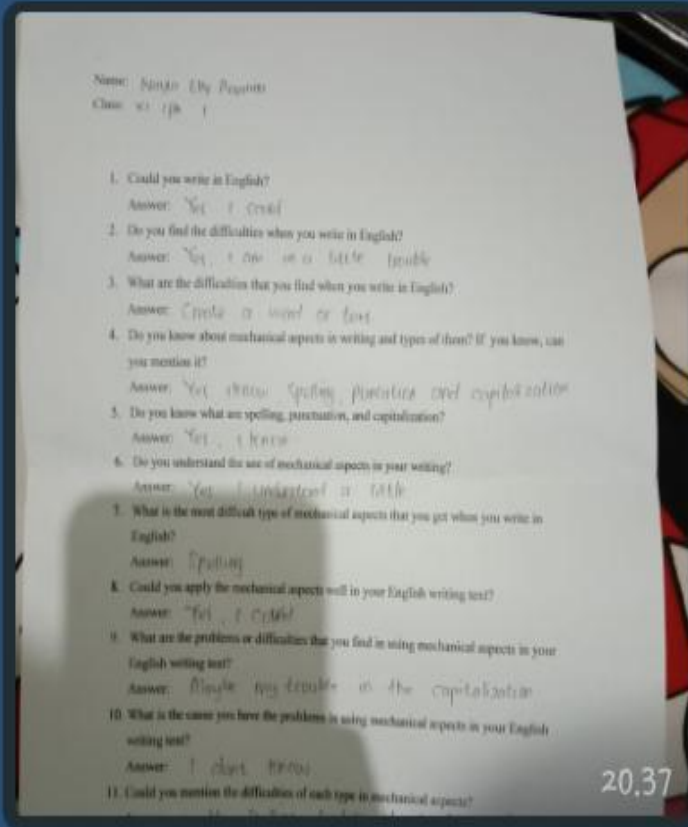 Name:
Class: XI IPA 1
1. Could you write in English?
Answer: Yes I could
2. Do you find the difficulties when you write in English?
Answer: Yes, I am in a little trouble
3. What are the difficulties that you find when you write in English?
Answer: Create a word or text
4. Do you know about mechanical aspects in writing and types of them? If you know, can
you mention it?
Answer: Yes I know Spelling, and capitalization
5. Do you know what are spelling, punctuation, and capitalization?
Answer: Yes, I know
6. Do you understand the use of mechanical aspects in your writing?
Answer: Yes I understand a little
7. What is the most difficult type of mechanical aspects that you got when you write in
English?
Answer: Spelling
8. Could you apply the mechanical aspects well in your English writing text?
Answer: Yes, I could
9. What are the problems or difficulties that you find in using mechanical aspects in your
English writing text?
Answer: Maybe my trouble in the capitalization
10. What is the cause you have the problems in using mechanical aspects in your English
writing text?
Answer: I dont know
11. Could you mention the difficulties of each type in mechanical aspects?
20.37